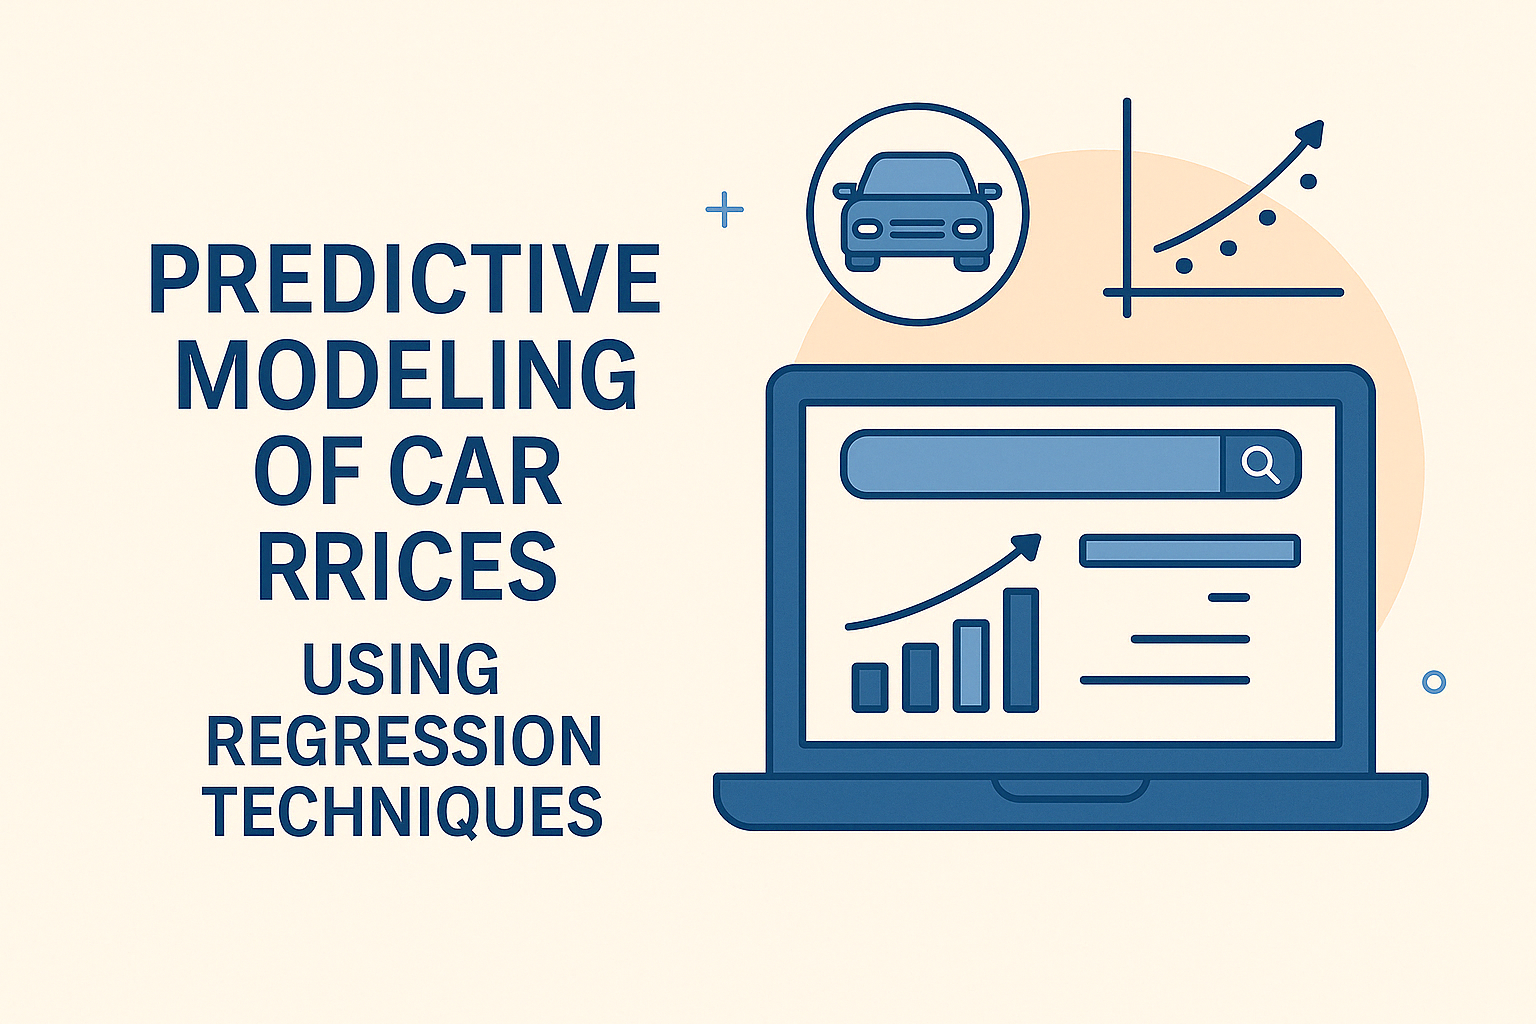 PREDICTIVE
MODELING
OF CAR
RRICES
USING
REGRESSION
TECHNIQUES